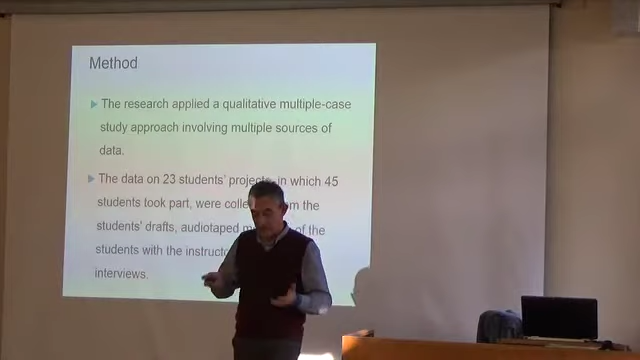 Method
The research applied a qualitative multiple-case
study approach involving multiple sources of
data.
The data on 23 students' projects, in which 45
students took part, were from the
students' drafts, audiotaped of the
students with the
interviews.